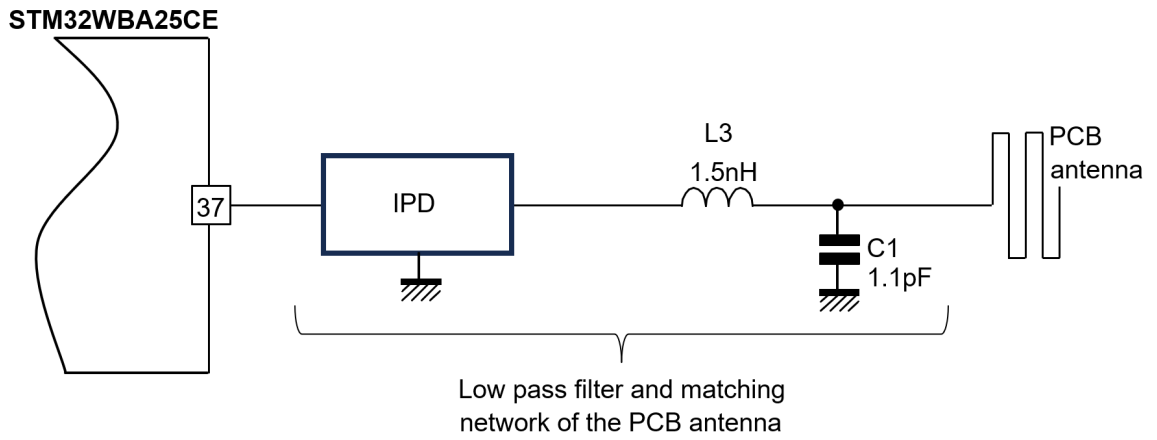 STM32WBA25CE
37
IPD
L3
1.5nH
C1
1.1pF
PCB
antenna
Low pass filter and matching
network of the PCB antenna